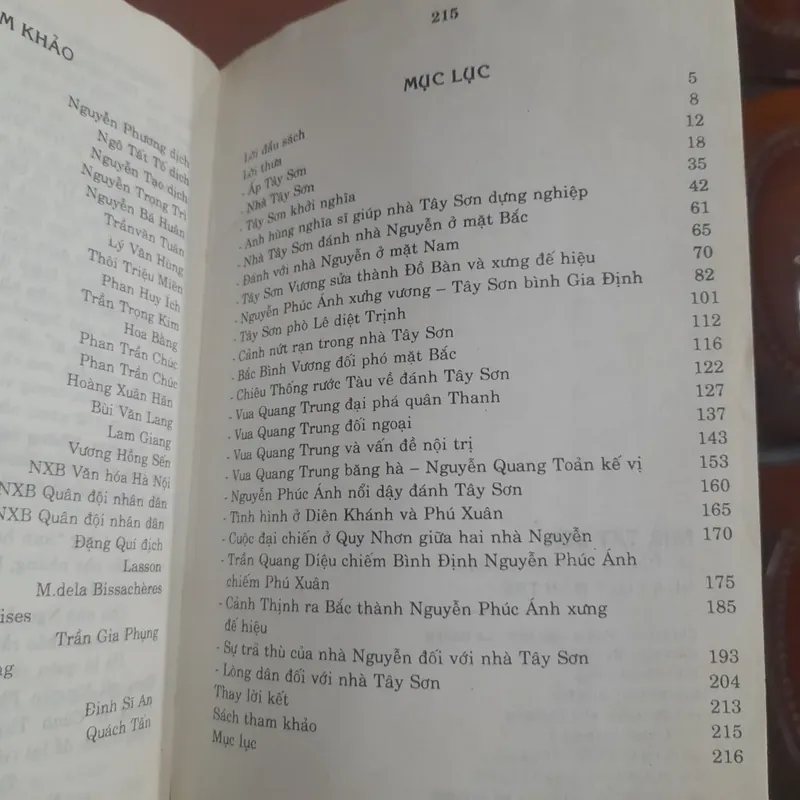 M KHẢO
Nguyễn Phương dịch
Ngô Tất Tố dịch
Nguyễn Tạo dịch
Nguyễn Trọng Trì
Nguyễn Bá Huân
Trần văn Tuân
Lý Văn Hùng
Thôi Triệu Miên
Phan Huy Ích
Trần Trọng Kim
Hoa Bằng
Phan Trần Chúc
Phan Trần Chúc
Hoàng Xuân Hãn
Bùi Văn Lang
Lam Giang
Vương Hồng Sến
NXB Văn hóa Hà Nội
NXB Quân đội nhân dân
NXB Quân đội nhân dân
Đặng Qui địch
Lasson
M.dela Bissachères
ises
Trần Gia Phụng
ng
Đinh Sĩ An
Quách Tấn
215
MỤC LỤC
Lời đầu sách 5
Lời thưa 8
- Ấp Tây Sơn 12
- Nhà Tây Sơn 18
- Tây Sơn khởi nghĩa 35
- Anh hùng nghĩa sĩ giúp nhà Tây Sơn dựng nghiệp 42
- Nhà Tây Sơn đánh nhà Nguyễn ở mặt Bắc 61
- Đánh với nhà Nguyễn ở mặt Nam 65
- Tây Sơn Vương sửa thành Đồ Bàn và xưng đế hiệu 70
- Nguyễn Phúc Ánh xưng vương – Tây Sơn bình Gia Định 82
- Tây Sơn phò Lê diệt Trịnh 101
- Cảnh nứt rạn trong nhà Tây Sơn 112
- Bắc Bình Vương đối phó mặt Bắc 116
- Chiêu Thống rước Tàu về đánh Tây Sơn 122
- Vua Quang Trung đại phá quân Thanh 127
- Vua Quang Trung đối ngoại 137
- Vua Quang Trung và vấn đề nội trị 143
- Vua Quang Trung băng hà – Nguyễn Quang Toản kế vị 153
- Nguyễn Phúc Ánh nổi dậy đánh Tây Sơn 160
- Tình hình ở Diên Khánh và Phú Xuân 165
- Cuộc đại chiến ở Quy Nhơn giữa hai nhà Nguyễn 170
- Trần Quang Diệu chiếm Bình Định Nguyễn Phúc Ánh
chiếm Phú Xuân 175
- Cảnh Thịnh ra Bắc thành Nguyễn Phúc Ánh xưng 185
đế hiệu
- Sự trả thù của nhà Nguyễn đối với nhà Tây Sơn 193
- Lòng dân đối với nhà Tây Sơn 204
Thay lời kết 213
Sách tham khảo 215
Mục lục 216